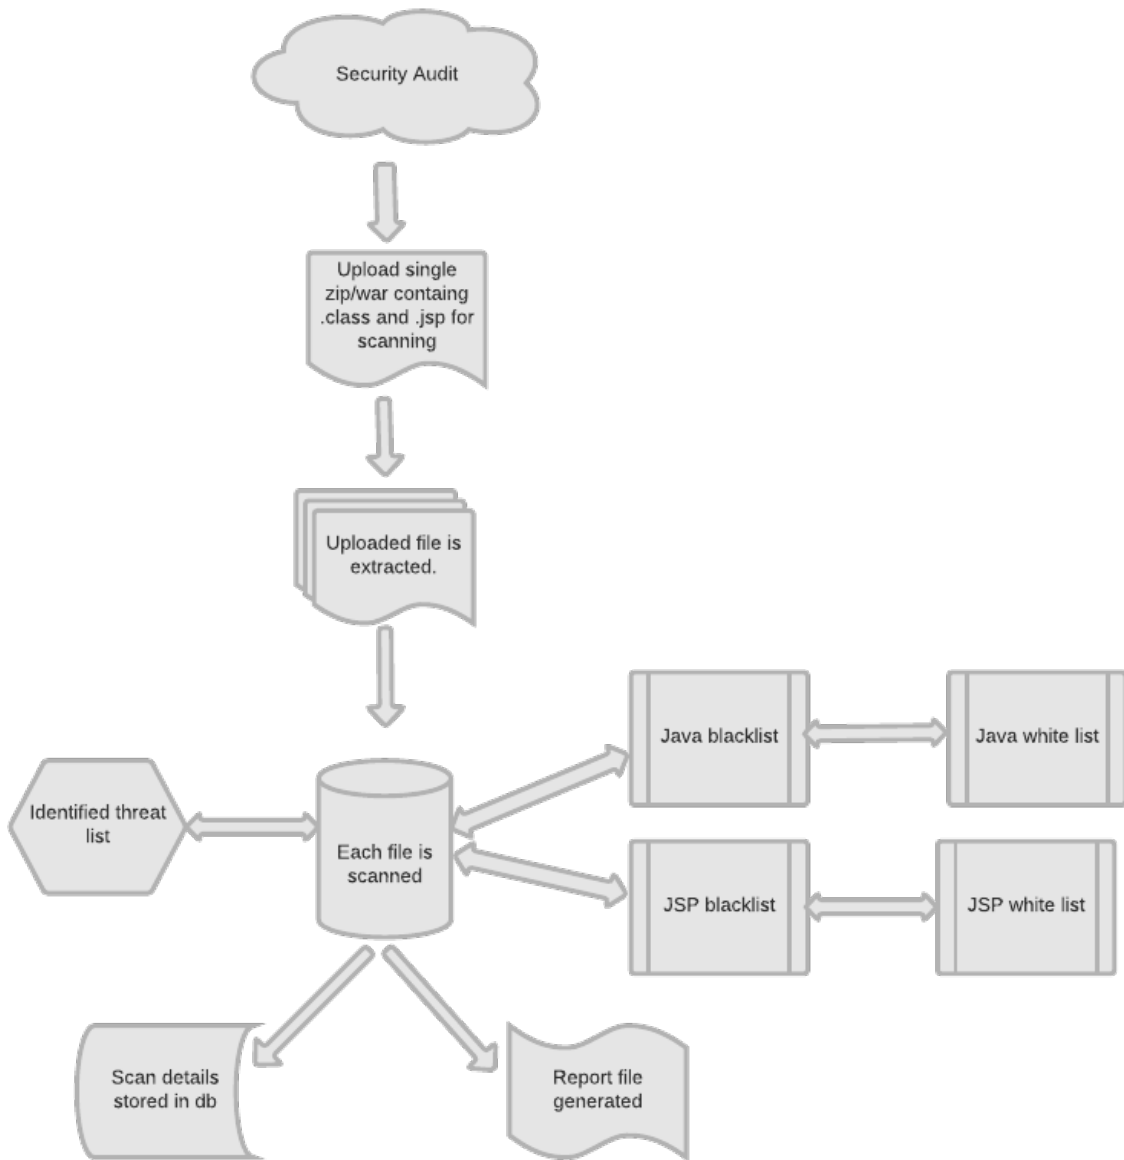 Security Audit
Upload single
zip/war containg
.class and .jsp for
scanning
Uploaded file is
extracted.
Java blacklist
Java white list
Identified threat
list
Each file is
scanned
JSP blacklist
JSP white list
Scan details
stored in db
Report file
generated